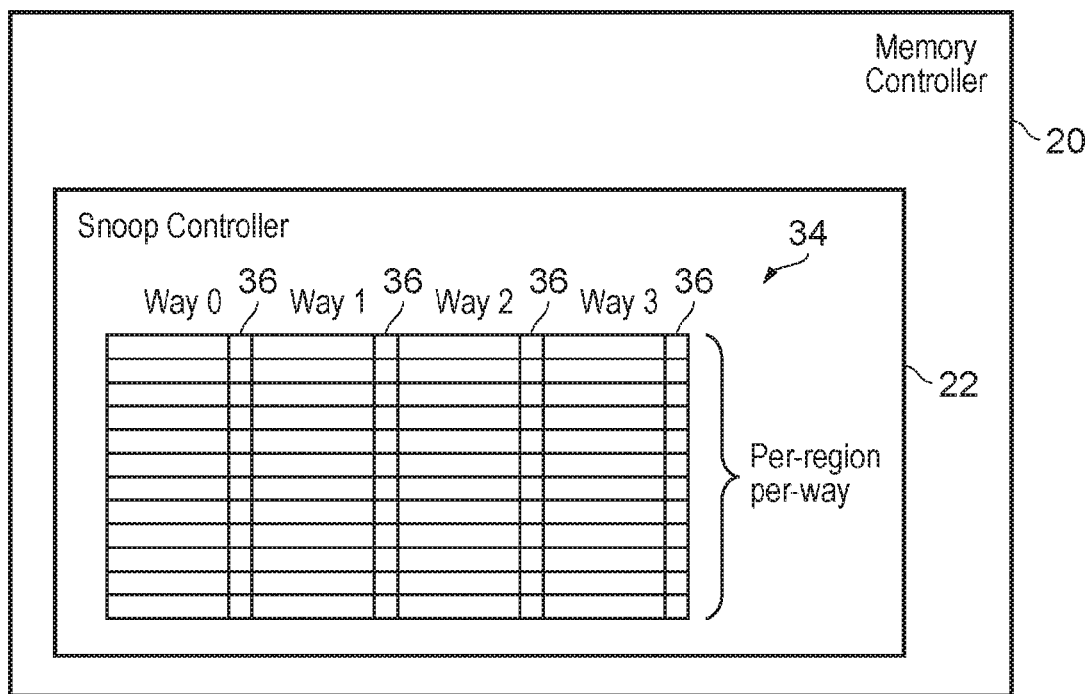 Memory
Controller
20
Snoop Controller
34
Way 0 36 Way 1 36 Way 2 36 Way 3 36
22
Per-region
per-way